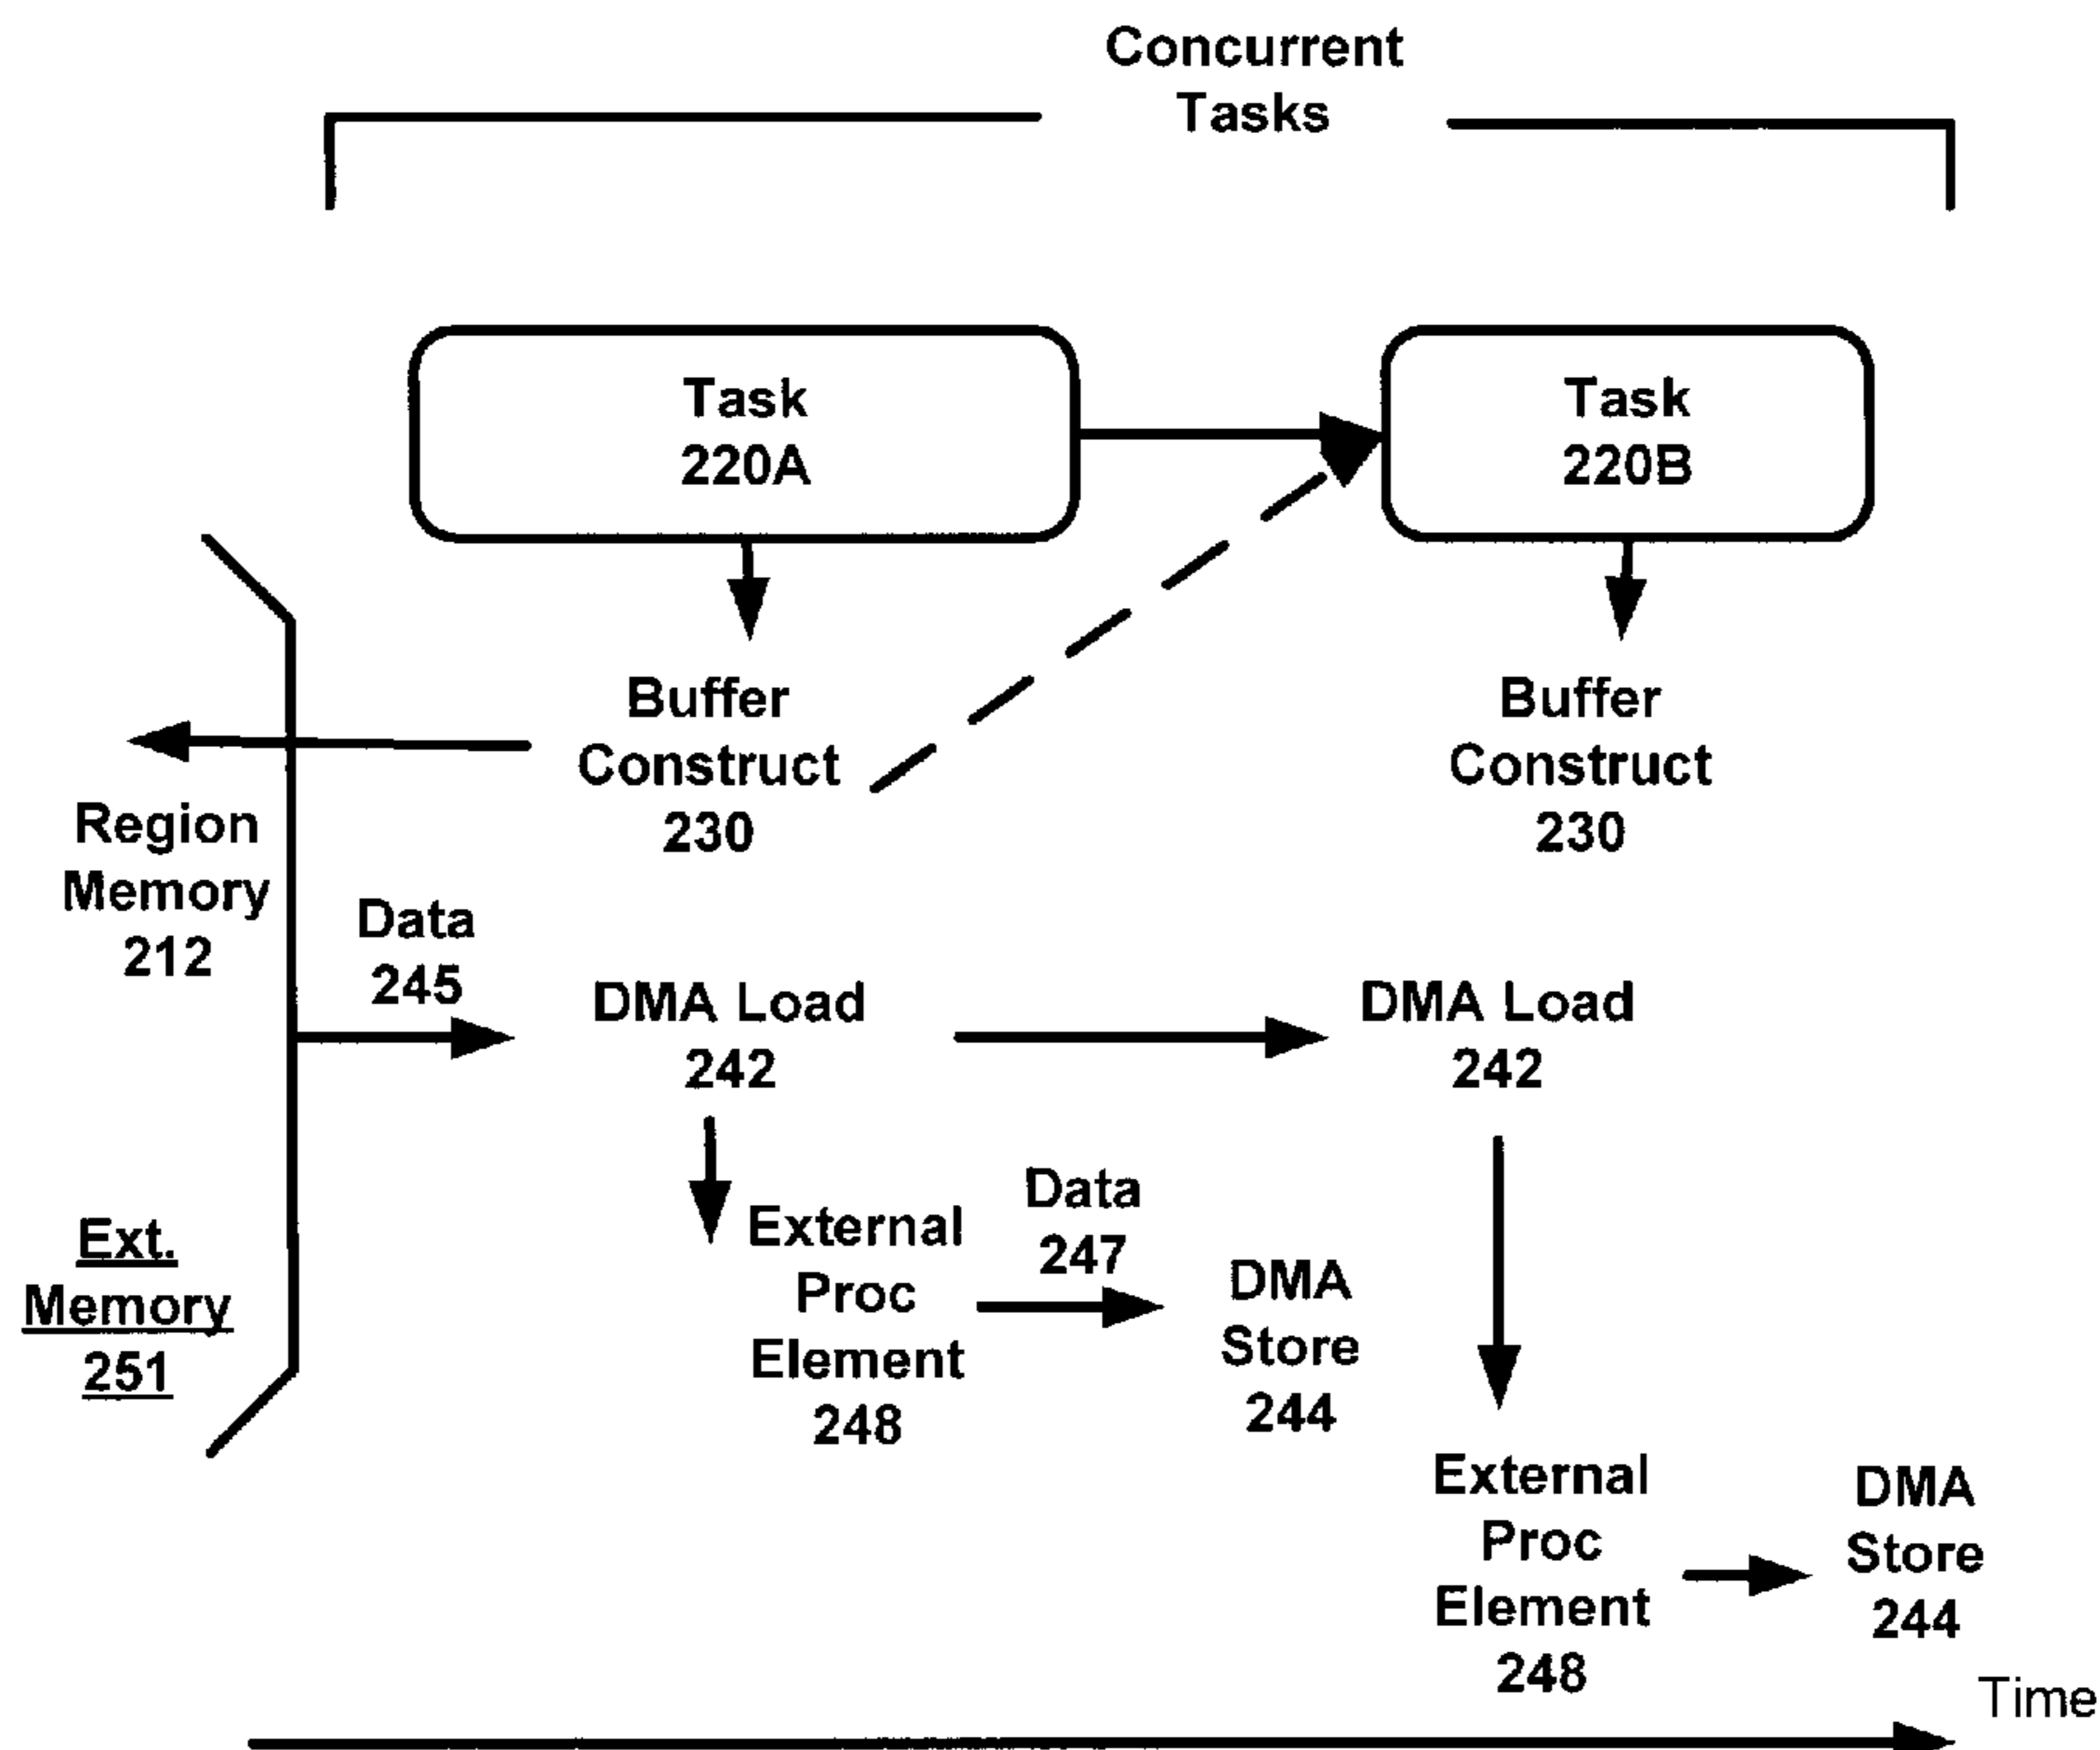 Concurrent
Tasks
Task
220A
Task
220B
Buffer
Construct
230
Buffer
Construct
230
Region
Memory
212
Data
245
DMA Load
242
DMA Load
242
Ext.
Memory
251
External
Proc
Element
248
Data
247
DMA
Store
244
External
Proc
Element
248
DMA
Store
244
Time